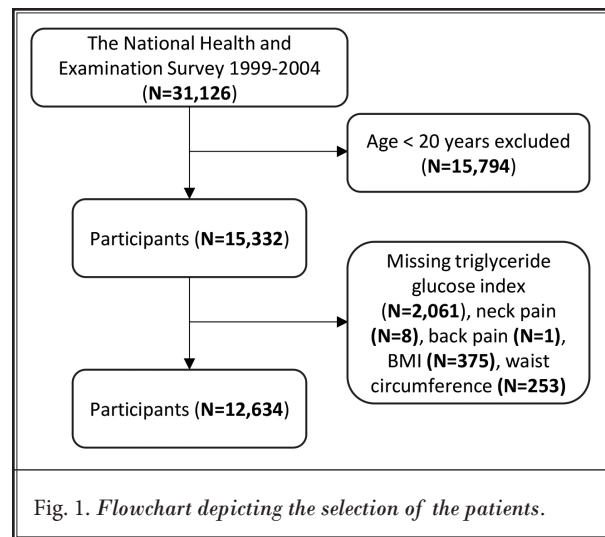 The National Health and
Examination Survey 1999-2004
(N=31,126)
Age < 20 years excluded
(N=15,794)
Participants (N=15,332)
Missing triglyceride
glucose index
(N=2,061), neck pain
(N=8), back pain (N=1),
BMI (N=375), waist
circumference (N=253)
Participants (N=12,634)
Fig. 1. Flowchart depicting the selection of the patients.